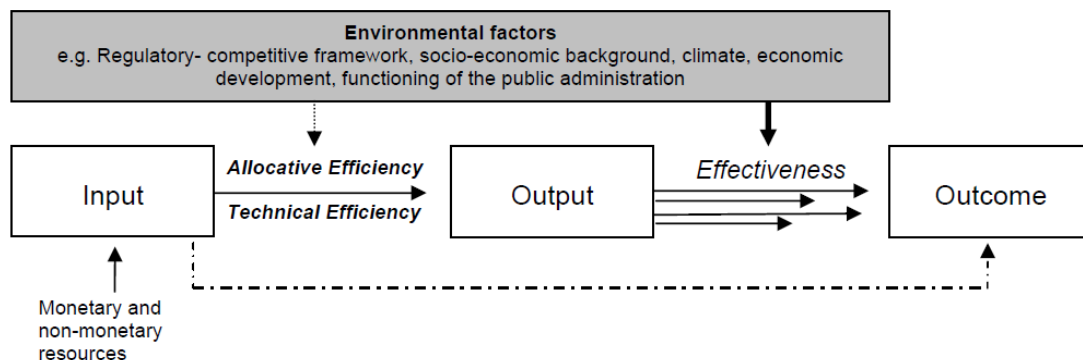 Environmental factors
e.g. Regulatory- competitive framework, socio-economic background, climate, economic
development, functioning of the public administration
Allocative Efficiency
Input
Technical Efficiency
Output
Effectiveness
Outcome
Monetary and
non-monetary
resources